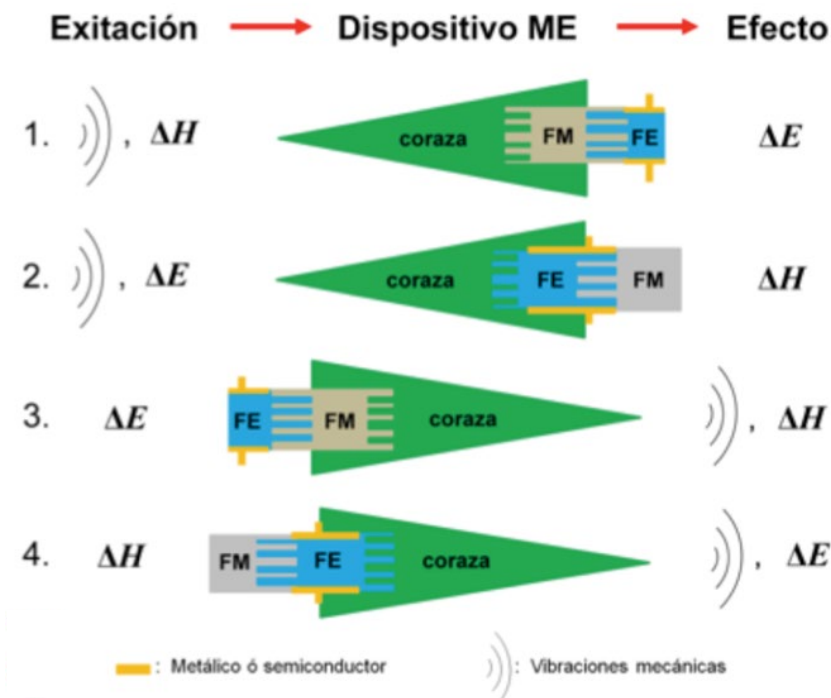 Exitación Dispositivo ME Efecto
1. , ΔH coraza FM FE ΔE
2. , ΔE coraza FE FM ΔH
3. ΔE FE FM coraza , ΔH
4. ΔH FM FE coraza , ΔE
: Metálico ó semiconductor : Vibraciones mecánicas